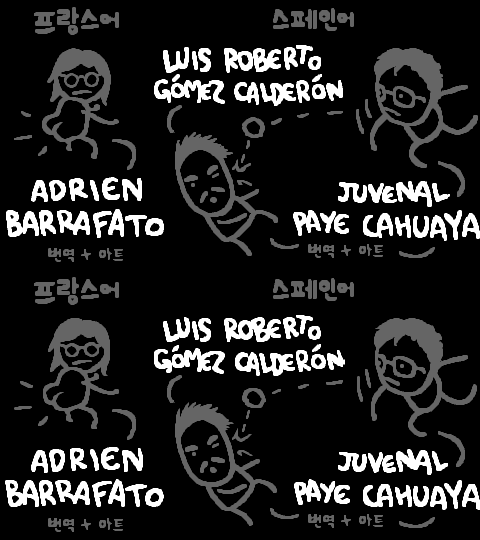 프랑스어
스페인어
LUIS ROBERTO
GÓMEZ CALDERÓN
ADRIEN
BARRAFATO
번역 + 아트
JUVENAL
PAYE CAHUAYA
번역 + 아트
프랑스어
스페인어
LUIS ROBERTO
GÓMEZ CALDERÓN
ADRIEN
BARRAFATO
번역 + 아트
JUVENAL
PAYE CAHUAYA
번역 + 아트